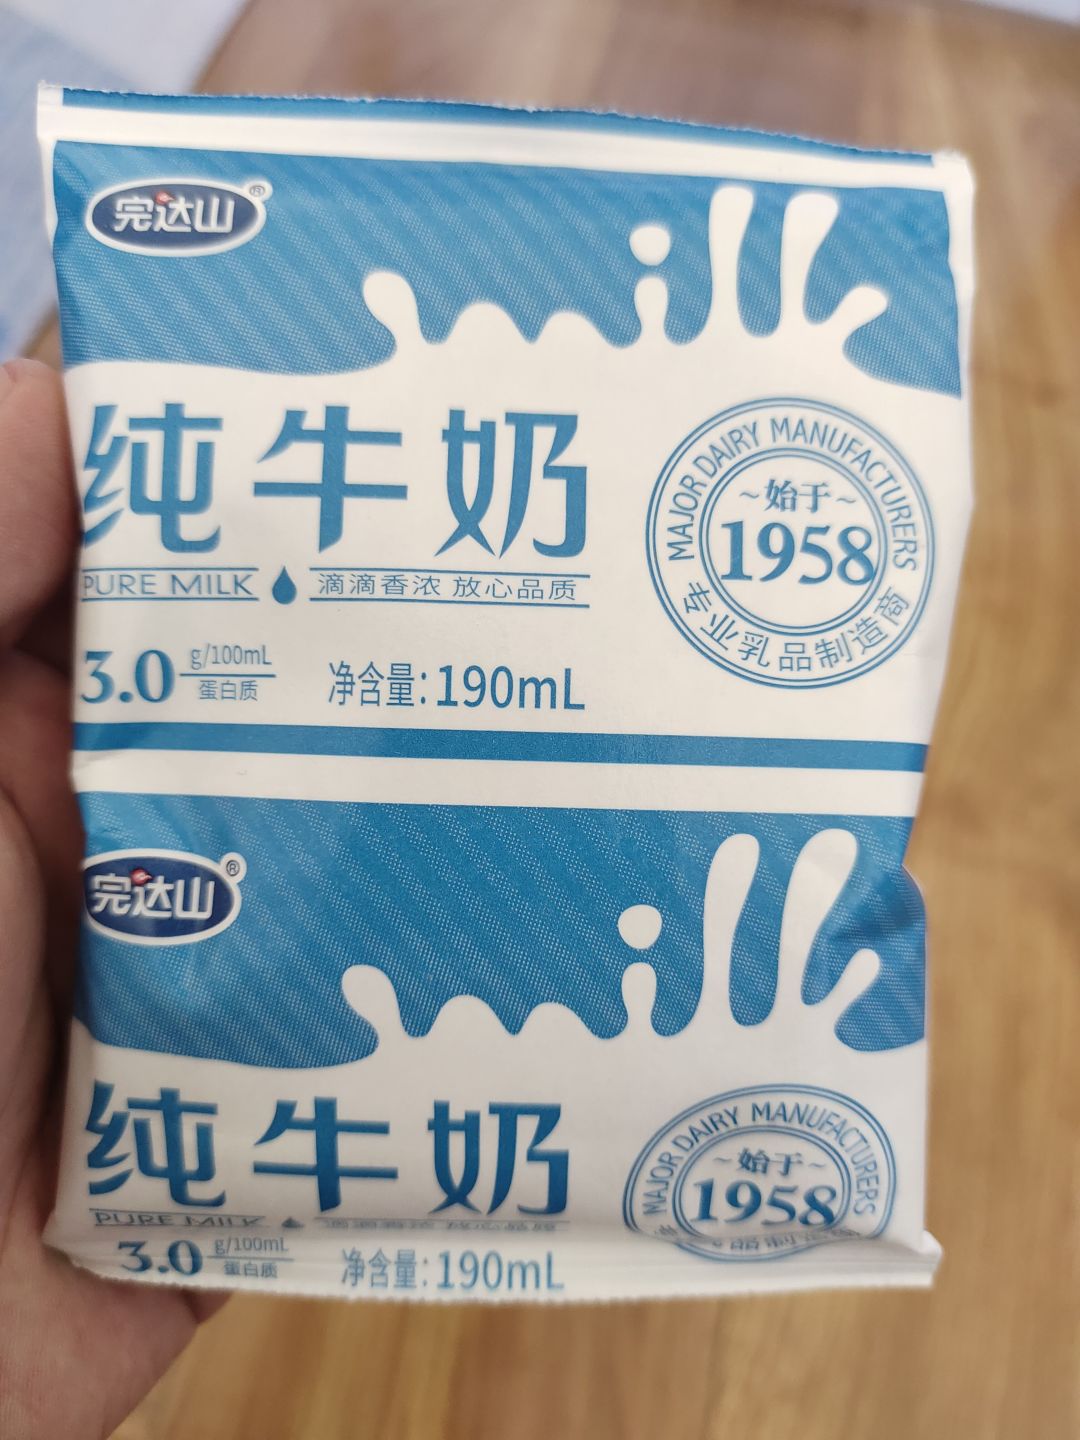 完达山®
milk
纯牛奶
PURE MILK 滴滴香浓 放心品质
MAJOR DAIRY MANUFACTURERS
~始于~
1958
专业乳品制造商
3.0 g/100mL
蛋白质
净含量:190mL
完达山®
milk
纯牛奶
PURE MILK
MAJOR DAIRY MANUFACTURERS
~始于~
1958
3.0 g/100mL
蛋白质
净含量:190mL